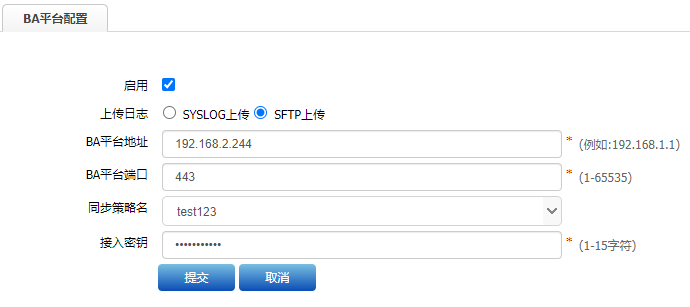 BA平台配置
启用
上传日志 SYSLOG上传 SFTP上传
BA平台地址 192.168.2.244 * (例如:192.168.1.1)
BA平台端口 443 * (1-65535)
同步策略名 test123
接入密钥 ••••••••••• * (1-15字符)
提交 取消